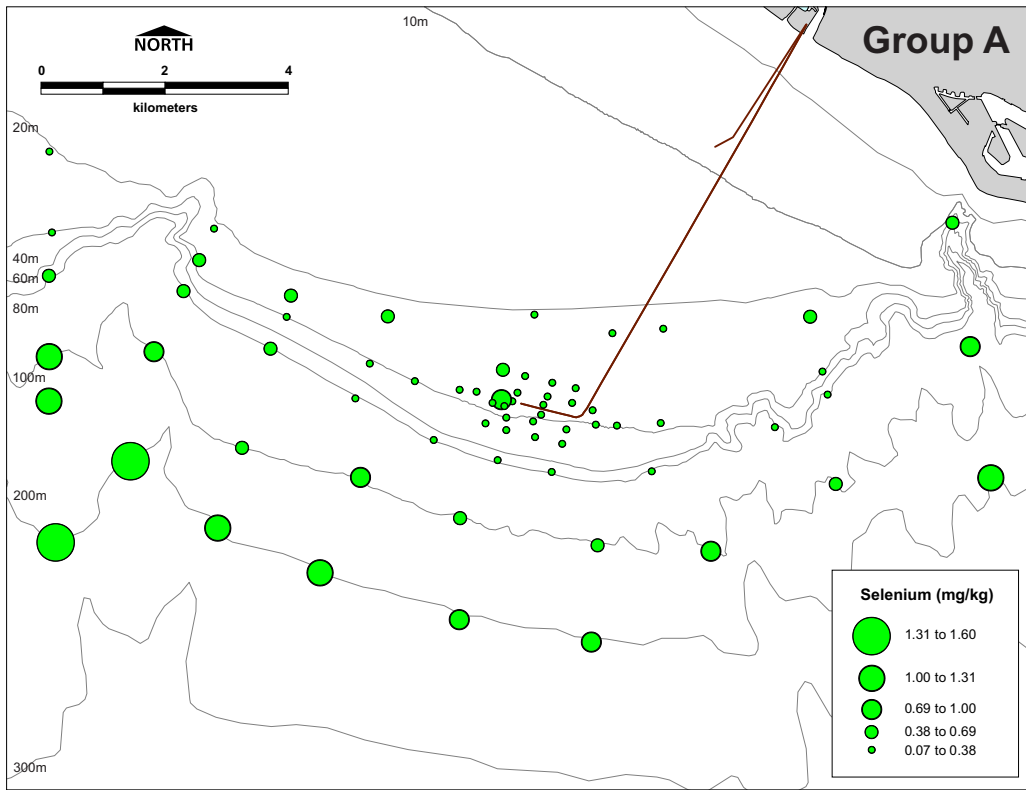 10m
Group A
NORTH
0 2 4
kilometers
20m
40m
60m
80m
100m
200m
300m
Selenium (mg/kg)
1.31 to 1.60
1.00 to 1.31
0.69 to 1.00
0.38 to 0.69
0.07 to 0.38